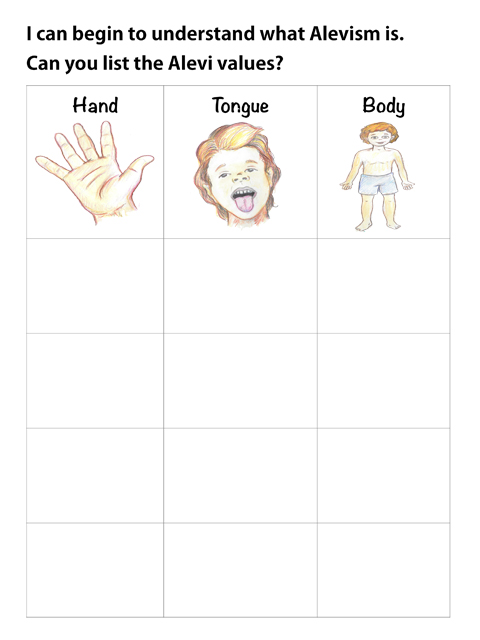 I can begin to understand what Alevism is.
Can you list the Alevi values?
Hand
Tongue
Body